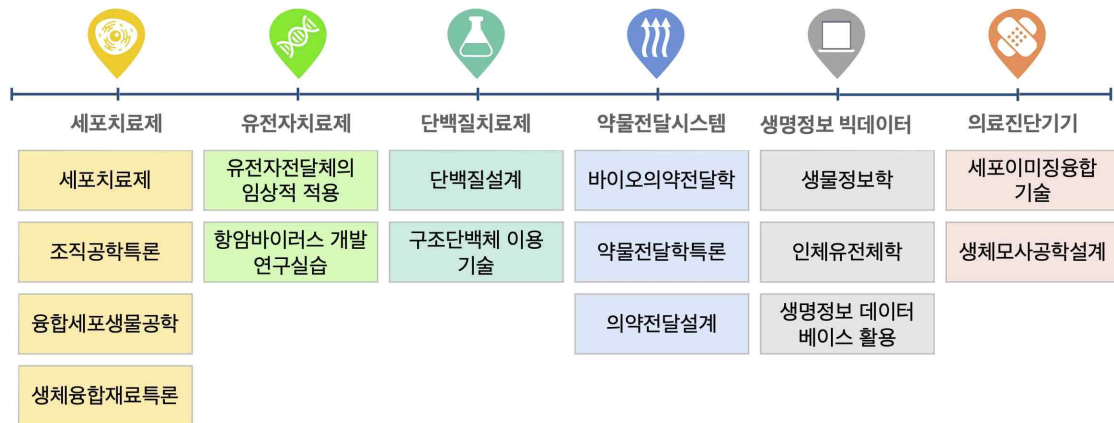 세포치료제
유전자치료제
단백질치료제
약물전달시스템
생명정보 빅데이터
의료진단기기
세포치료제
유전자전달체의
임상적 적용
단백질설계
바이오의약전달학
생물정보학
세포이미징융합
기술
조직공학특론
항암바이러스 개발
연구실습
구조단백체 이용
기술
약물전달학특론
인체유전체학
생체모사공학설계
융합세포생물공학
의약전달설계
생명정보 데이터
베이스 활용
생체융합재료특론